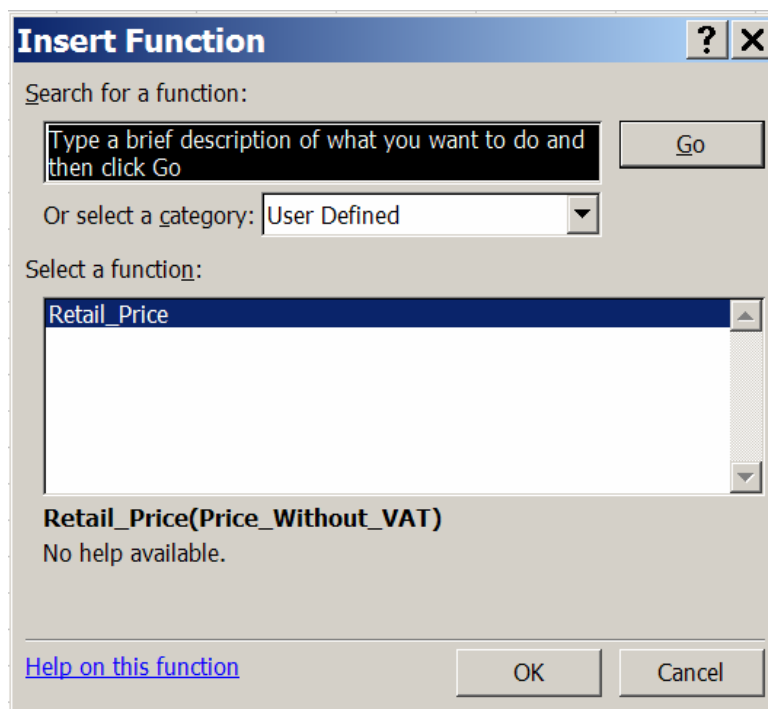 Insert Function
?
Search for a function:
Type a brief description of what you want to do and
then click Go
Go
Or select a category: User Defined
Select a function:
Retail_Price
Retail_Price(Price_Without_VAT)
No help available.
Help on this function
OK
Cancel